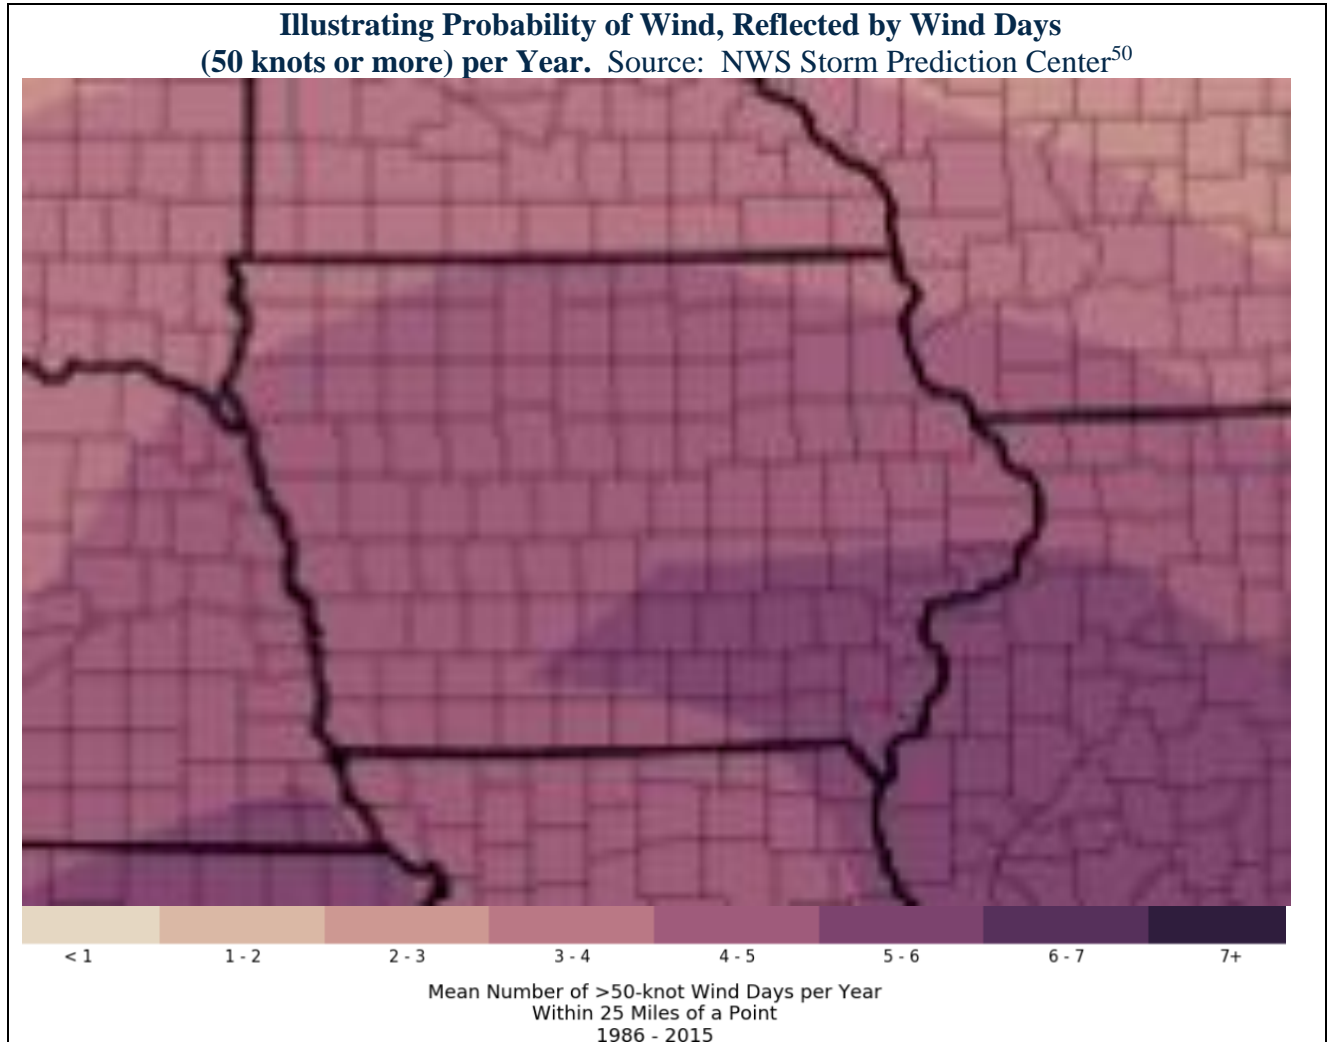 Illustrating Probability of Wind, Reflected by Wind Days
(50 knots or more) per Year. Source: NWS Storm Prediction Center50
< 1 1 - 2 2 - 3 3 - 4 4 - 5 5 - 6 6 - 7 7+
Mean Number of >50-knot Wind Days per Year
Within 25 Miles of a Point
1986 - 2015